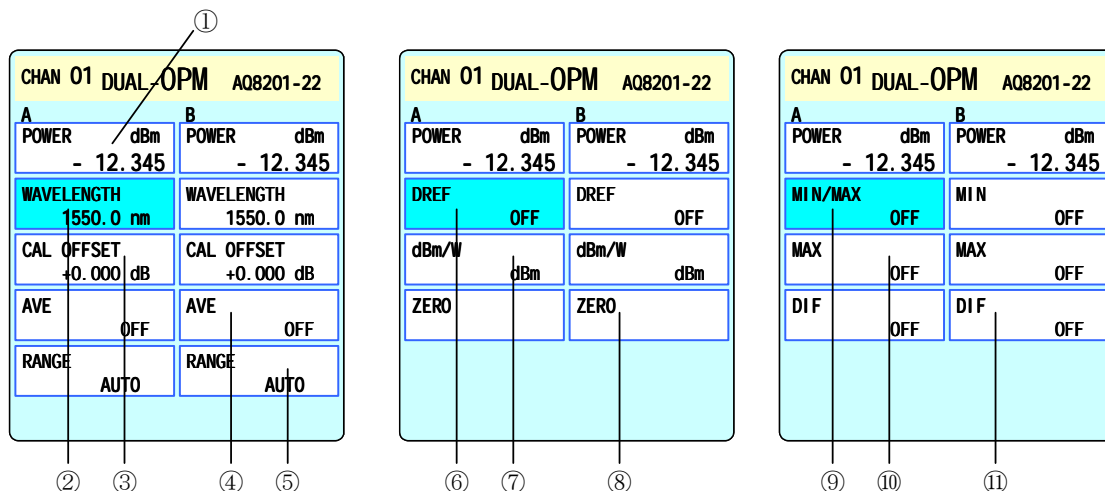 ①
CHAN 01 DUAL-OPM AQ8201-22
A B
POWER dBm POWER dBm
- 12.345 - 12.345
WAVELENGTH WAVELENGTH
1550.0 nm 1550.0 nm
CAL OFFSET CAL OFFSET
+0.000 dB +0.000 dB
AVE AVE
OFF OFF
RANGE RANGE
AUTO AUTO
② ③ ④ ⑤
CHAN 01 DUAL-OPM AQ8201-22
A B
POWER dBm POWER dBm
- 12.345 - 12.345
DREF DREF
OFF OFF
dBm/W dBm/W
dBm dBm
ZERO ZERO
⑥ ⑦ ⑧
CHAN 01 DUAL-OPM AQ8201-22
A B
POWER dBm POWER dBm
- 12.345 - 12.345
MIN/MAX MIN
OFF OFF
MAX MAX
OFF OFF
DIF DIF
OFF OFF
⑨ ⑩ ⑪